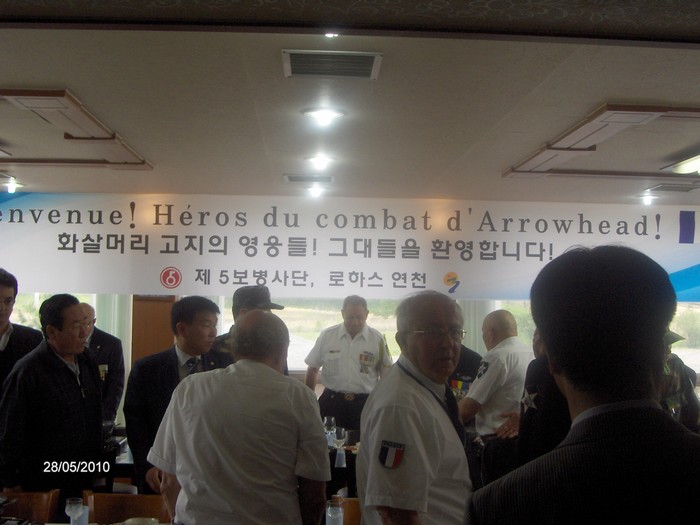 envenue! Héros du combat d'Arrowhead!
화살머리 고지의 영웅들! 그대들을 환영합니다!
제 5보병사단, 로하스 연천
28/05/2010